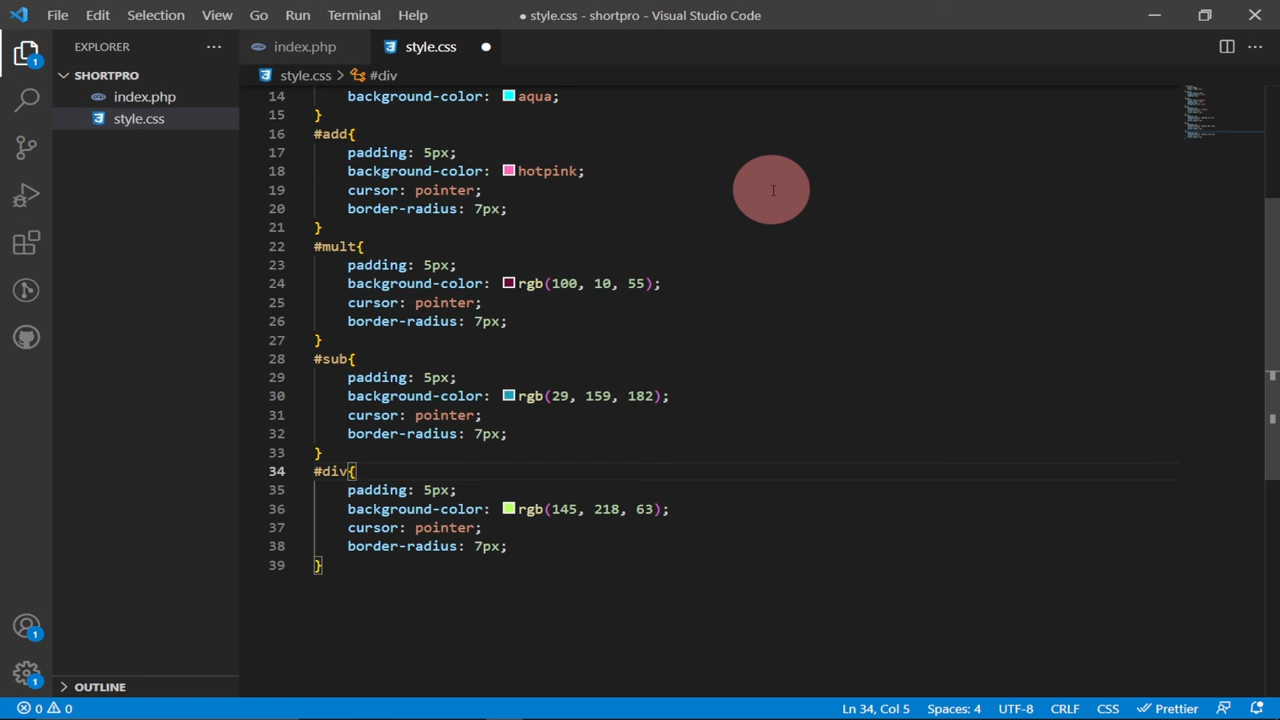 File Edit Selection View Go Run Terminal Help ● style.css - shortpro - Visual Studio Code
EXPLORER ... index.php style.css ●
SHORTPRO style.css > #div
index.php
style.css
14 background-color: aqua;
15 }
16 #add{
17 padding: 5px;
18 background-color: hotpink;
19 cursor: pointer;
20 border-radius: 7px;
21 }
22 #mult{
23 padding: 5px;
24 background-color: rgb(100, 10, 55);
25 cursor: pointer;
26 border-radius: 7px;
27 }
28 #sub{
29 padding: 5px;
30 background-color: rgb(29, 159, 182);
31 cursor: pointer;
32 border-radius: 7px;
33 }
34 #div{
35 padding: 5px;
36 background-color: rgb(145, 218, 63);
37 cursor: pointer;
38 border-radius: 7px;
39 }
1
1
1
OUTLINE
0 0 Ln 34, Col 5 Spaces: 4 UTF-8 CRLF CSS Prettier